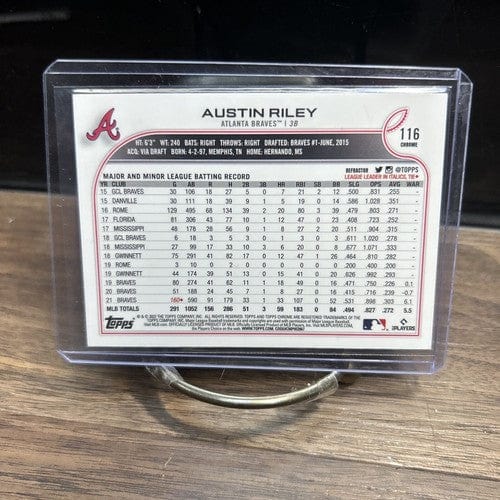 AUSTIN RILEY
ATLANTA BRAVES™ | 3B
116
CHROME
HT: 6'3" WT: 240 BATS: RIGHT THROWS: RIGHT DRAFTED: BRAVES #1-JUNE, 2015
ACQ: VIA DRAFT BORN: 4-2-97, MEMPHIS, TN HOME: HERNANDO, MS
REFRACTOR @TOPPS
MAJOR AND MINOR LEAGUE BATTING RECORD LEAGUE LEADER IN ITALICS, TIE♦
YR CLUB G AB R H 2B 3B HR RBI SB BB SLG OPS AVG WAR
15 GCL BRAVES 30 106 18 27 5 0 7 21 2 12 .500 .831 .255 -
15 DANVILLE 31 111 18 39 9 1 5 19 0 14 .586 1.028 .351 -
16 ROME 129 495 68 134 39 2 20 80 3 39 .479 .803 .271 -
17 FLORIDA 81 306 43 77 10 1 12 47 0 23 .408 .723 .252 -
17 MISSISSIPPI 48 178 28 56 9 1 8 27 2 20 .511 .904 .315 -
18 GCL BRAVES 6 18 3 5 3 0 1 3 0 3 .611 1.020 .278 -
18 MISSISSIPPI 27 99 17 33 10 3 6 20 0 8 .677 1.071 .333 -
18 GWINNETT 75 291 41 82 17 0 12 47 1 26 .464 .810 .282 -
19 ROME 3 10 0 2 0 0 0 0 0 0
19 GWINNETT 44 174 39 51 13 0 15 41 0 20 .626 .992 .293 -
19 BRAVES 80 274 41 62 11 1 18 49 0 16 .471 .750 .226 0.1
20 BRAVES 51 188 24 45 7 1 8 27 0 16 .415 .716 .239 -0.7
21 BRAVES 160♦ 590 91 179 33 1 33 107 0 52 .531 .898 .303 6.1
MLB TOTALS 291 1052 156 286 51 3 59 183 0 84 .494 .827 .272 5.5
Topps
MLB
PLAYERS